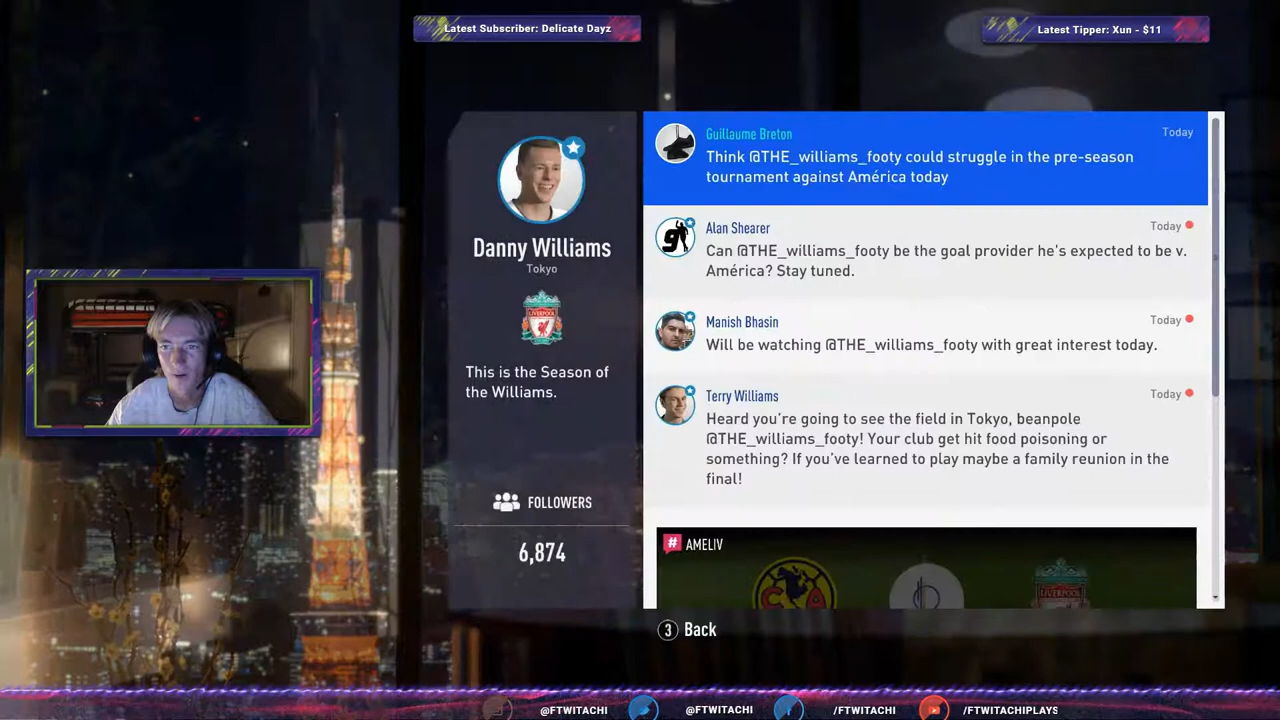 Latest Subscriber: Delicate Dayz
Latest Tipper: Xun - $11
Danny Williams
Tokyo
LIVERPOOL
This is the Season of
the Williams.
FOLLOWERS
6,874
Guillaume Breton
Today
Think @THE_williams_footy could struggle in the pre-season
tournament against América today
Alan Shearer
Today
Can @THE_williams_footy be the goal provider he's expected to be v.
América? Stay tuned.
Manish Bhasin
Today
Will be watching @THE_williams_footy with great interest today.
Terry Williams
Today
Heard you're going to see the field in Tokyo, beanpole
@THE_williams_footy! Your club get hit food poisoning or
something? If you've learned to play maybe a family reunion in the
final!
# AMELIV
CA
LIVERPOOL
3 Back
@FTWITACHI
@FTWITACHI
/FTWITACHI
/FTWITACHIPLAYS